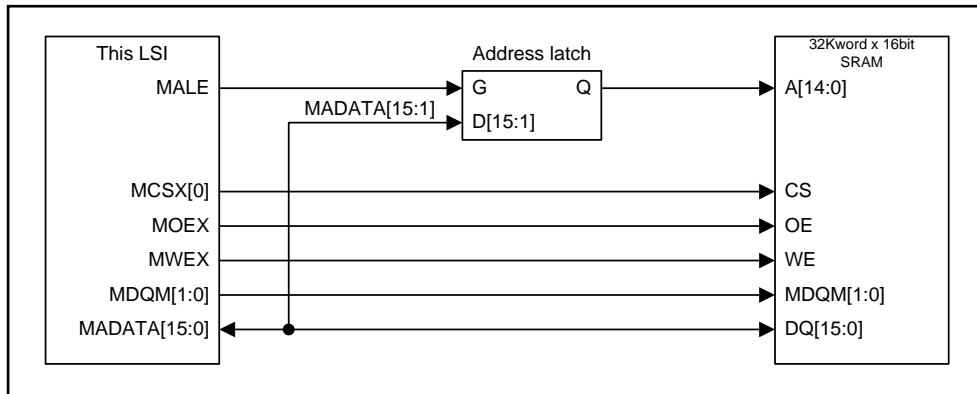 This LSI
MALE
MCSX[0]
MOEX
MWEX
MDQM[1:0]
MADATA[15:0]
MADATA[15:1]
Address latch
G Q
D[15:1]
32Kword x 16bit
SRAM
A[14:0]
CS
OE
WE
MDQM[1:0]
DQ[15:0]